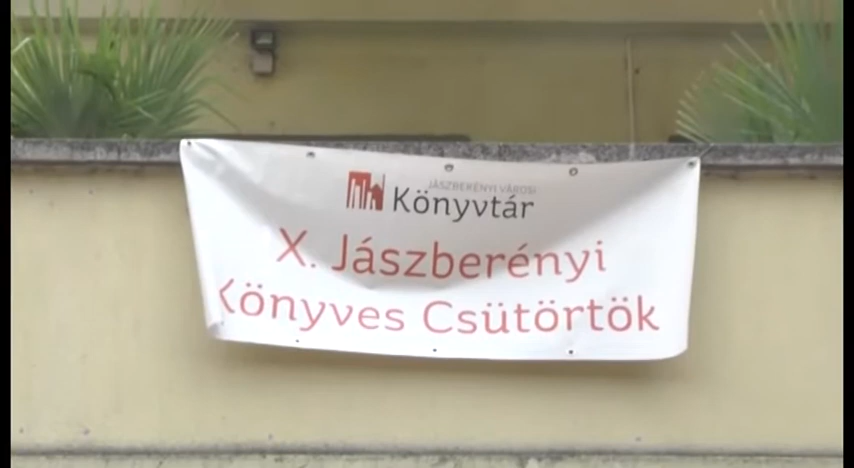 JÁSZBERÉNYI VÁROSI
Könyvtár
X. Jászberényi
Könyves Csütörtök